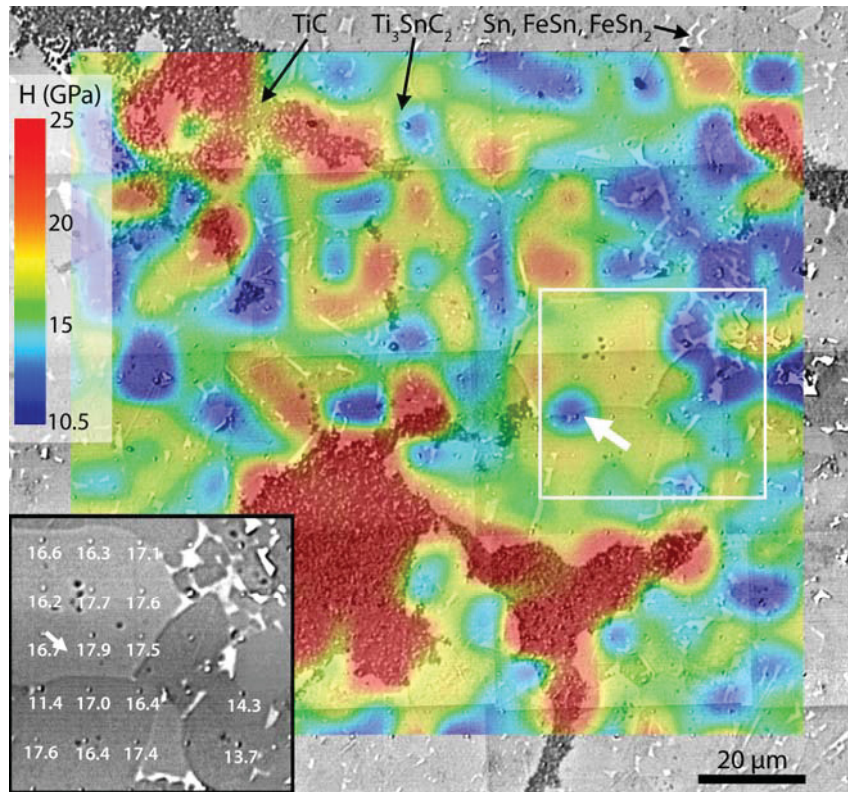 TiC Ti₃SnC₂ Sn, FeSn, FeSn₂
H (GPa)
25
20
15
10.5
16.6 16.3 17.1
16.2 17.7 17.6
16.7 17.9 17.5
11.4 17.0 16.4 14.3
17.6 16.4 17.4 13.7
20 µm